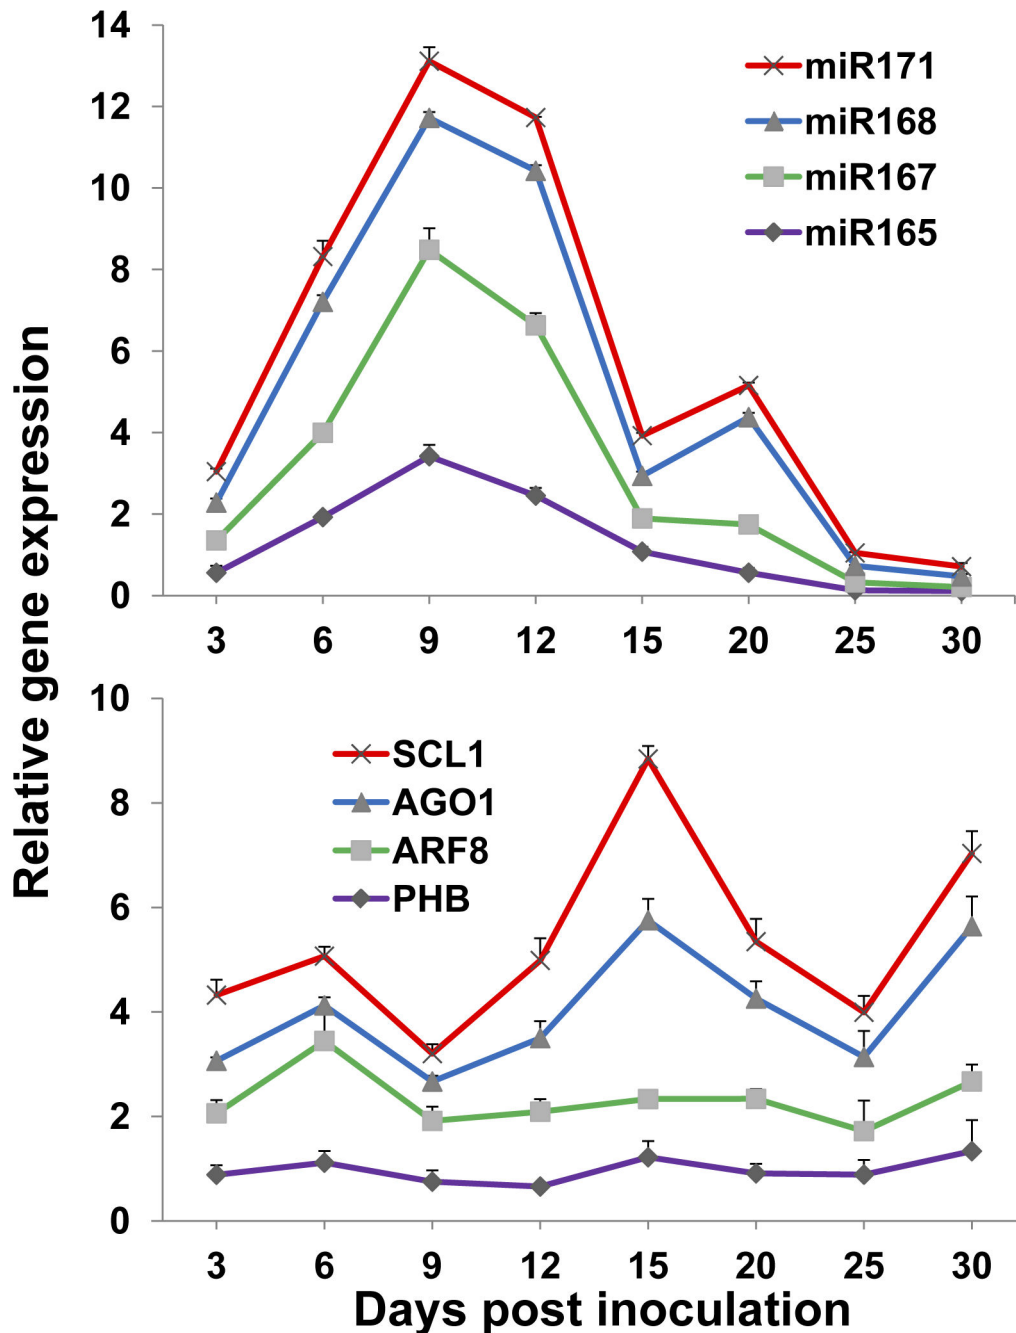 Relative gene expression
14
12
10
8
6
4
2
0
miR171
miR168
miR167
miR165
3 6 9 12 15 20 25 30
10
8
6
4
2
0
SCL1
AGO1
ARF8
PHB
3 6 9 12 15 20 25 30
Days post inoculation